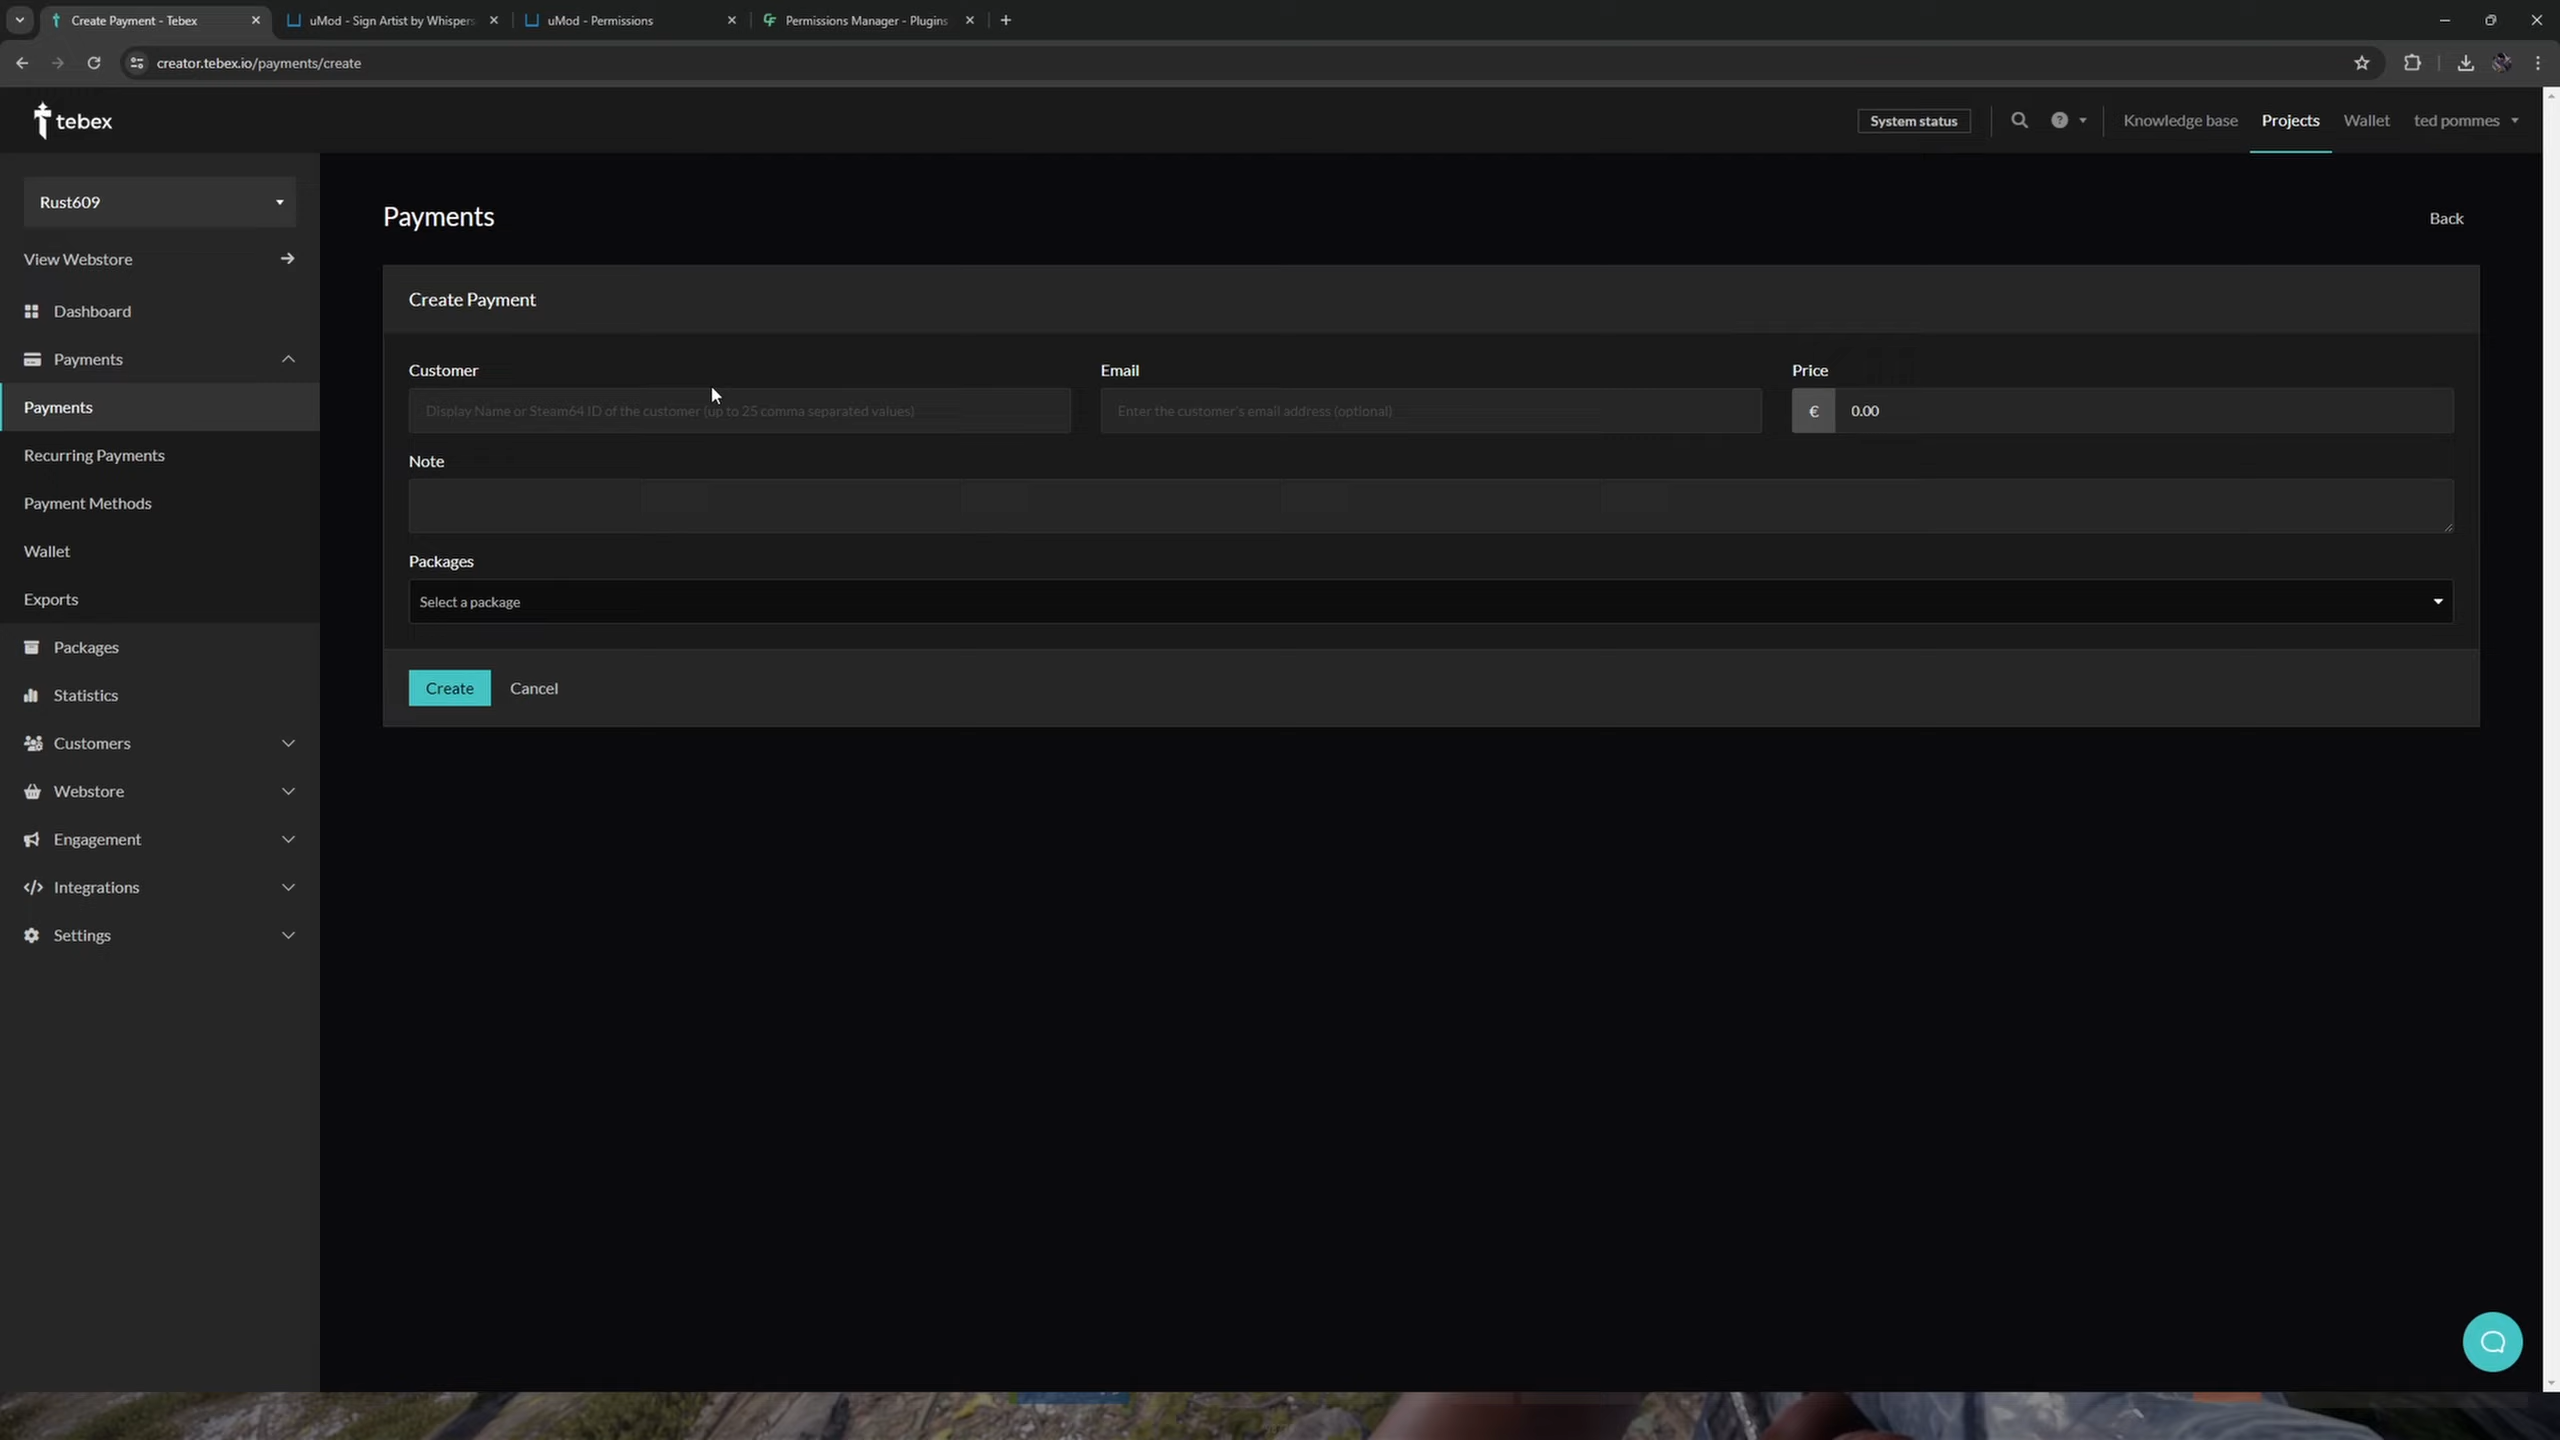 Create Payment - Tebex
uMod - Sign Artist by Whispers
uMod - Permissions
Permissions Manager - Plugins
creator.tebex.io/payments/create
tebex
System status
Knowledge base
Projects
Wallet
ted pommes
Rust609
View Webstore
Dashboard
Payments
Payments
Recurring Payments
Payment Methods
Wallet
Exports
Packages
Statistics
Customers
Webstore
Engagement
Integrations
Settings
Payments
Back
Create Payment
Customer
Email
Price
Display Name or Steam64 ID of the customer (up to 25 comma separated values)
Enter the customer's email address (optional)
€ 0.00
Note
Packages
Select a package
Create
Cancel